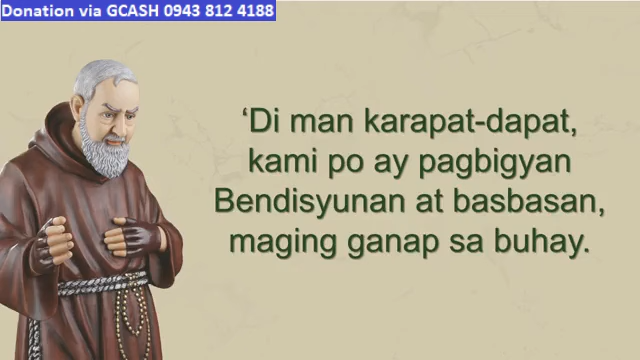 Donation via GCASH 0943 812 4188
‘Di man karapat-dapat,
kami po ay pagbigyan
Bendisyunan at basbasan,
maging ganap sa buhay.